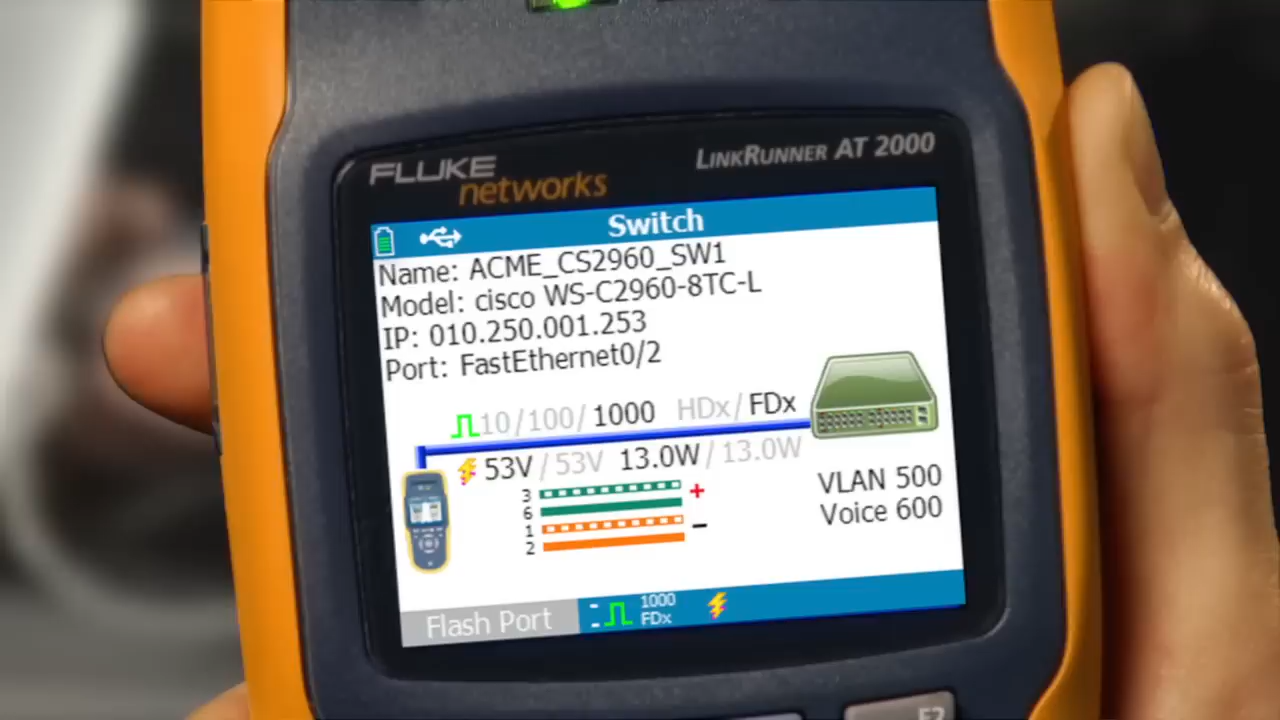 FLUKE
networks
LINKRUNNER AT 2000
Switch
Name: ACME_CS2960_SW1
Model: cisco WS-C2960-8TC-L
IP: 010.250.001.253
Port: FastEthernet0/2
10/100/1000 HDx/FDx
53V/53V 13.0W/13.0W
3
+
6
1
−
2
VLAN 500
Voice 600
Flash Port
1000
FDx
F2